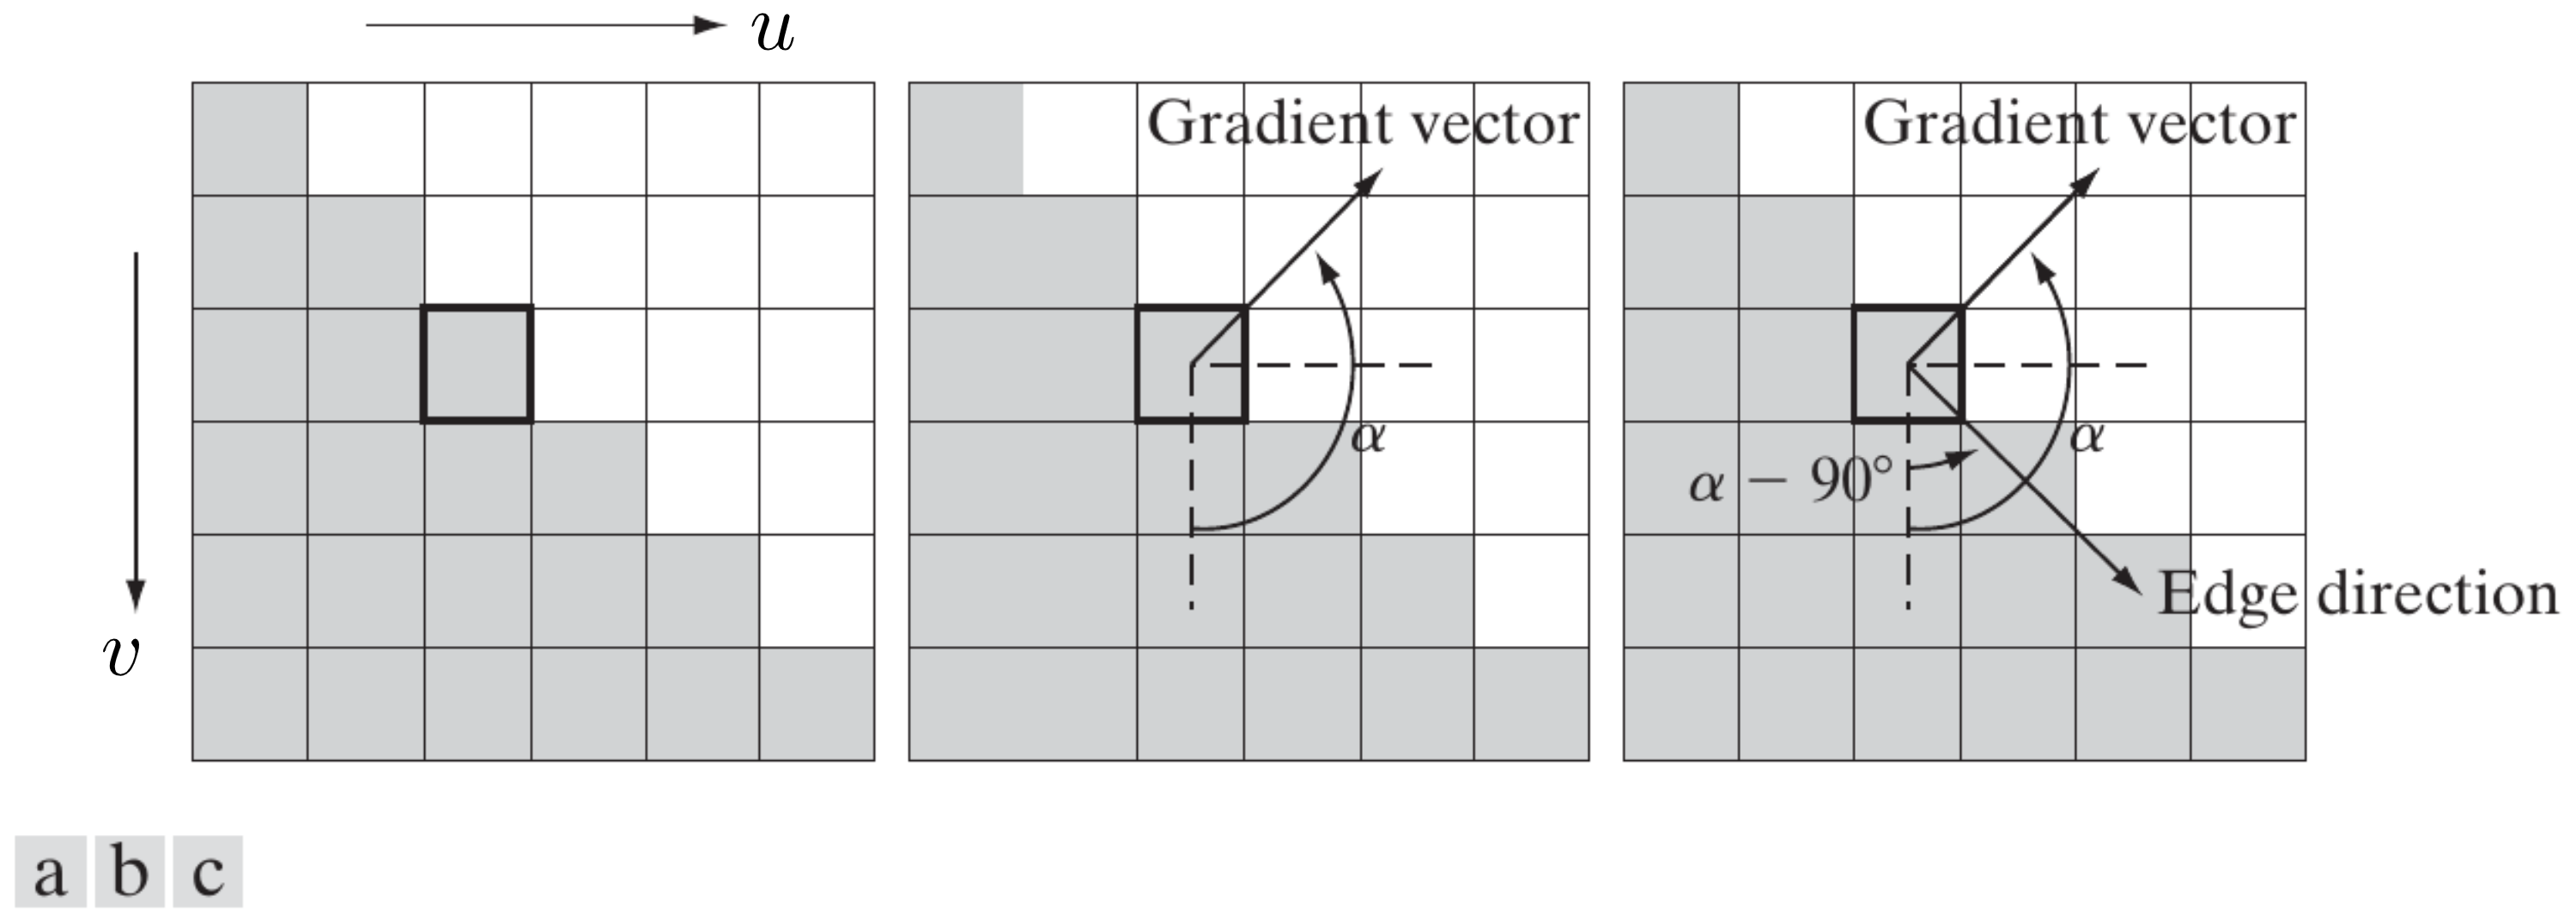 u
v
Gradient vector
α
Gradient vector
α
α − 90°
Edge direction
a b c